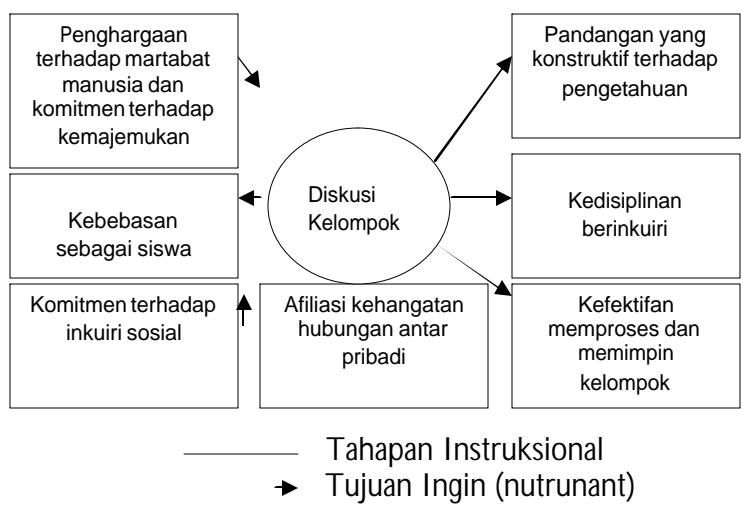 Penghargaan
terhadap martabat
manusia dan
komitmen terhadap
kemajemukan
Pandangan yang
konstruktif terhadap
pengetahuan
Diskusi
Kelompok
Kebebasan
sebagai siswa
Kedisiplinan
berinkuiri
Komitmen terhadap
inkuiri sosial
Afiliasi kehangatan
hubungan antar
pribadi
Kefektifan
memproses dan
memimpin
kelompok
Tahapan Instruksional
Tujuan Ingin (nutrunant)